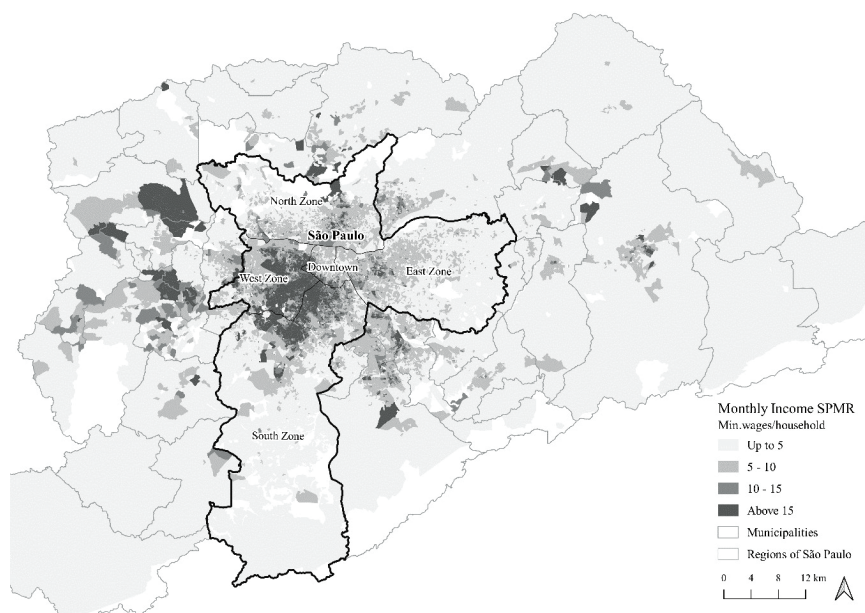 North Zone
São Paulo
West Zone
Downtown
East Zone
South Zone
Monthly Income SPMR
Min.wages/household
Up to 5
5 - 10
10 - 15
Above 15
Municipalities
Regions of São Paulo
0 4 8 12 km